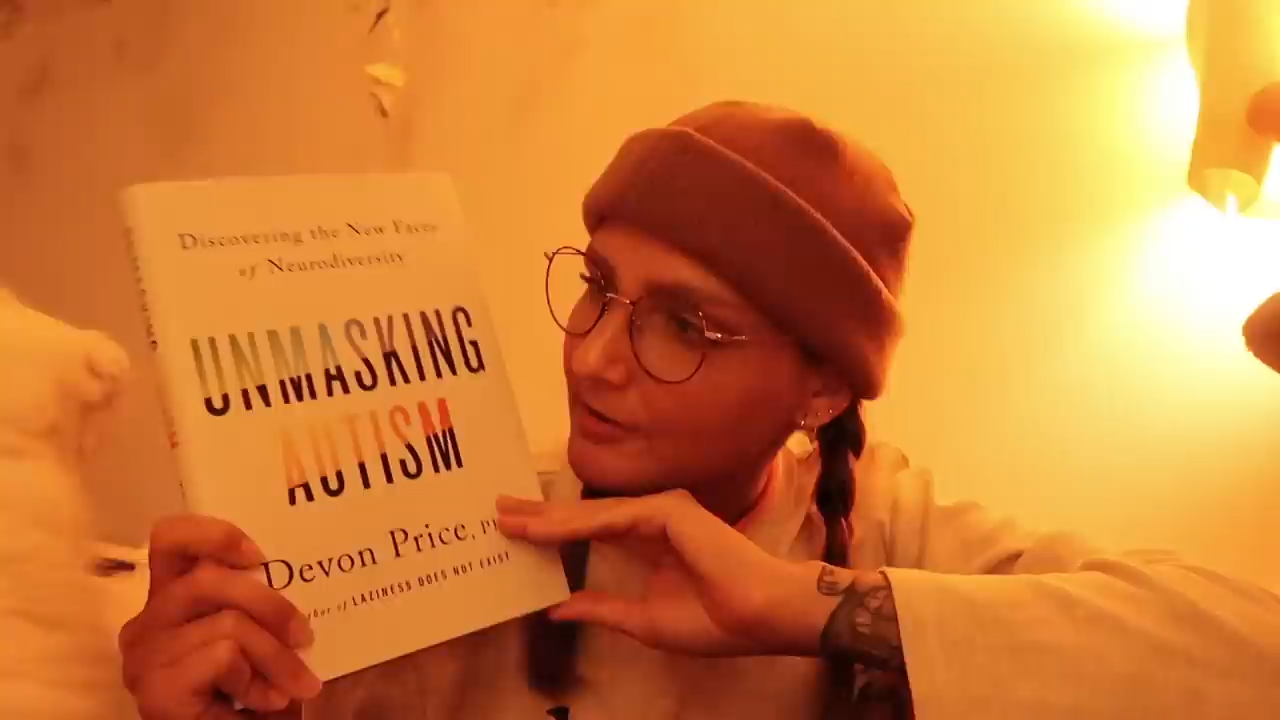 Discovering the New Faces
of Neurodiversity
UNMASKING
AUTISM
Devon Price,
of LAZINESS DOES NOT EXIST